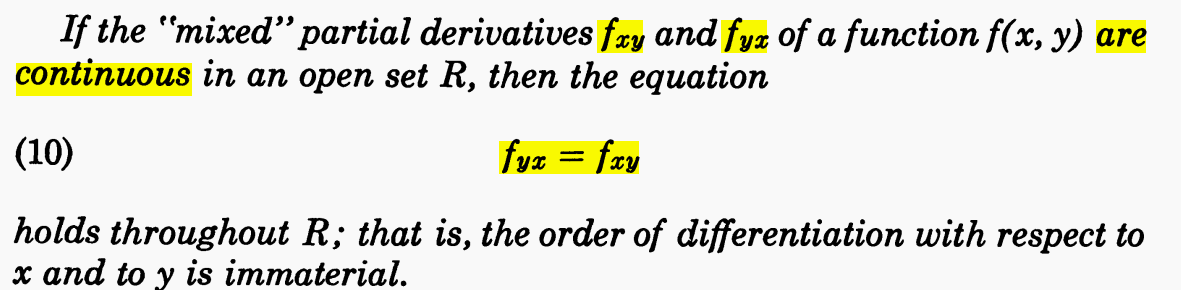 If the “mixed” partial derivatives fxy and fyx of a function f(x, y) are
continuous in an open set R, then the equation
(10) fyx = fxy
holds throughout R; that is, the order of differentiation with respect to
x and to y is immaterial.